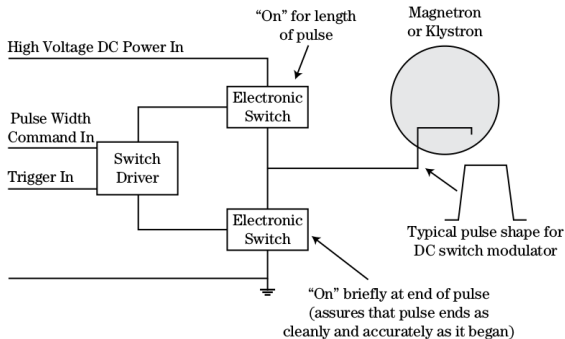 “On” for length
of pulse
Magnetron
or Klystron
High Voltage DC Power In
Electronic
Switch
Pulse Width
Command In
Switch
Driver
Trigger In
Electronic
Switch
Typical pulse shape for
DC switch modulator
“On” briefly at end of pulse
(assures that pulse ends as
cleanly and accurately as it began)